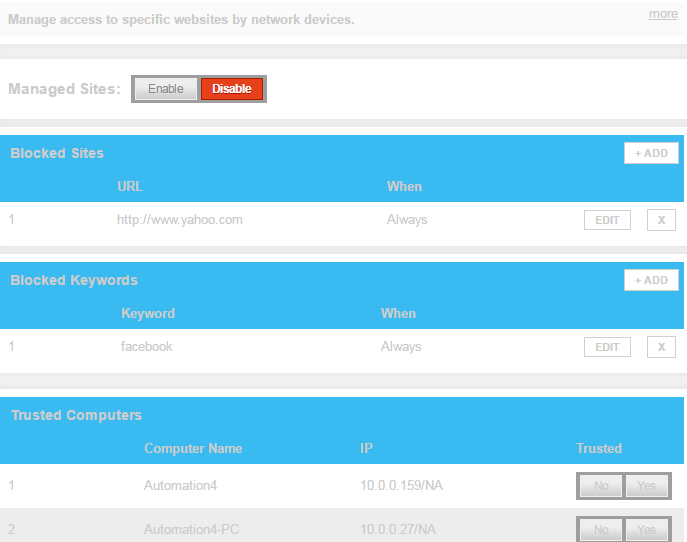 Manage access to specific websites by network devices. more
Managed Sites: Enable Disable
Blocked Sites + ADD
URL When
1 http://www.yahoo.com Always EDIT X
Blocked Keywords + ADD
Keyword When
1 facebook Always EDIT X
Trusted Computers
Computer Name IP Trusted
1 Automation4 10.0.0.159/NA No Yes
2 Automation4-PC 10.0.0.27/NA No Yes